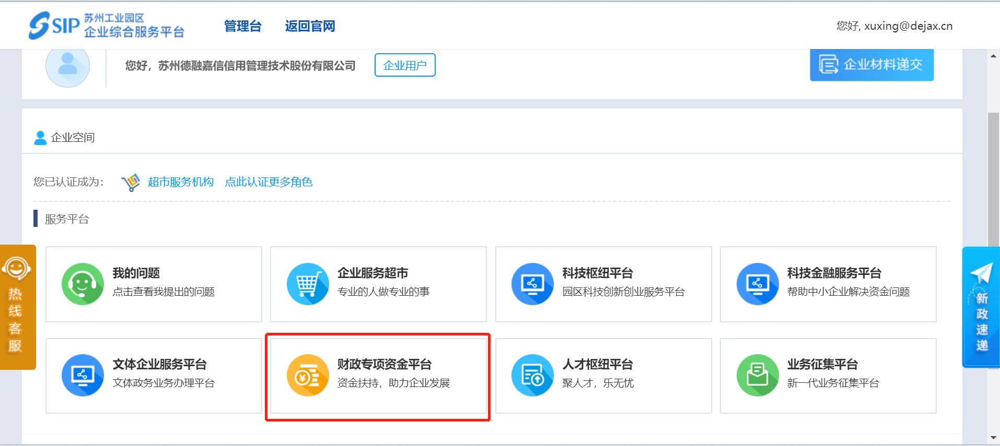 SIP
苏州工业园区
企业综合服务平台
管理台
返回官网
您好, xuxing@dejax.cn
您好，苏州德融嘉信信用管理技术股份有限公司
企业用户
企业材料递交
企业空间
您已认证成为：
超市服务机构
点此认证更多角色
服务平台
我的问题
点击查看我提出的问题
企业服务超市
专业的人做专业的事
科技枢纽平台
园区科技创新创业服务平台
科技金融服务平台
帮助中小企业解决资金问题
文体企业服务平台
文体政务业务办理平台
财政专项资金平台
资金扶持，助力企业发展
人才枢纽平台
聚人才，乐无忧
业务征集平台
新一代业务征集平台
热线客服
新政速递